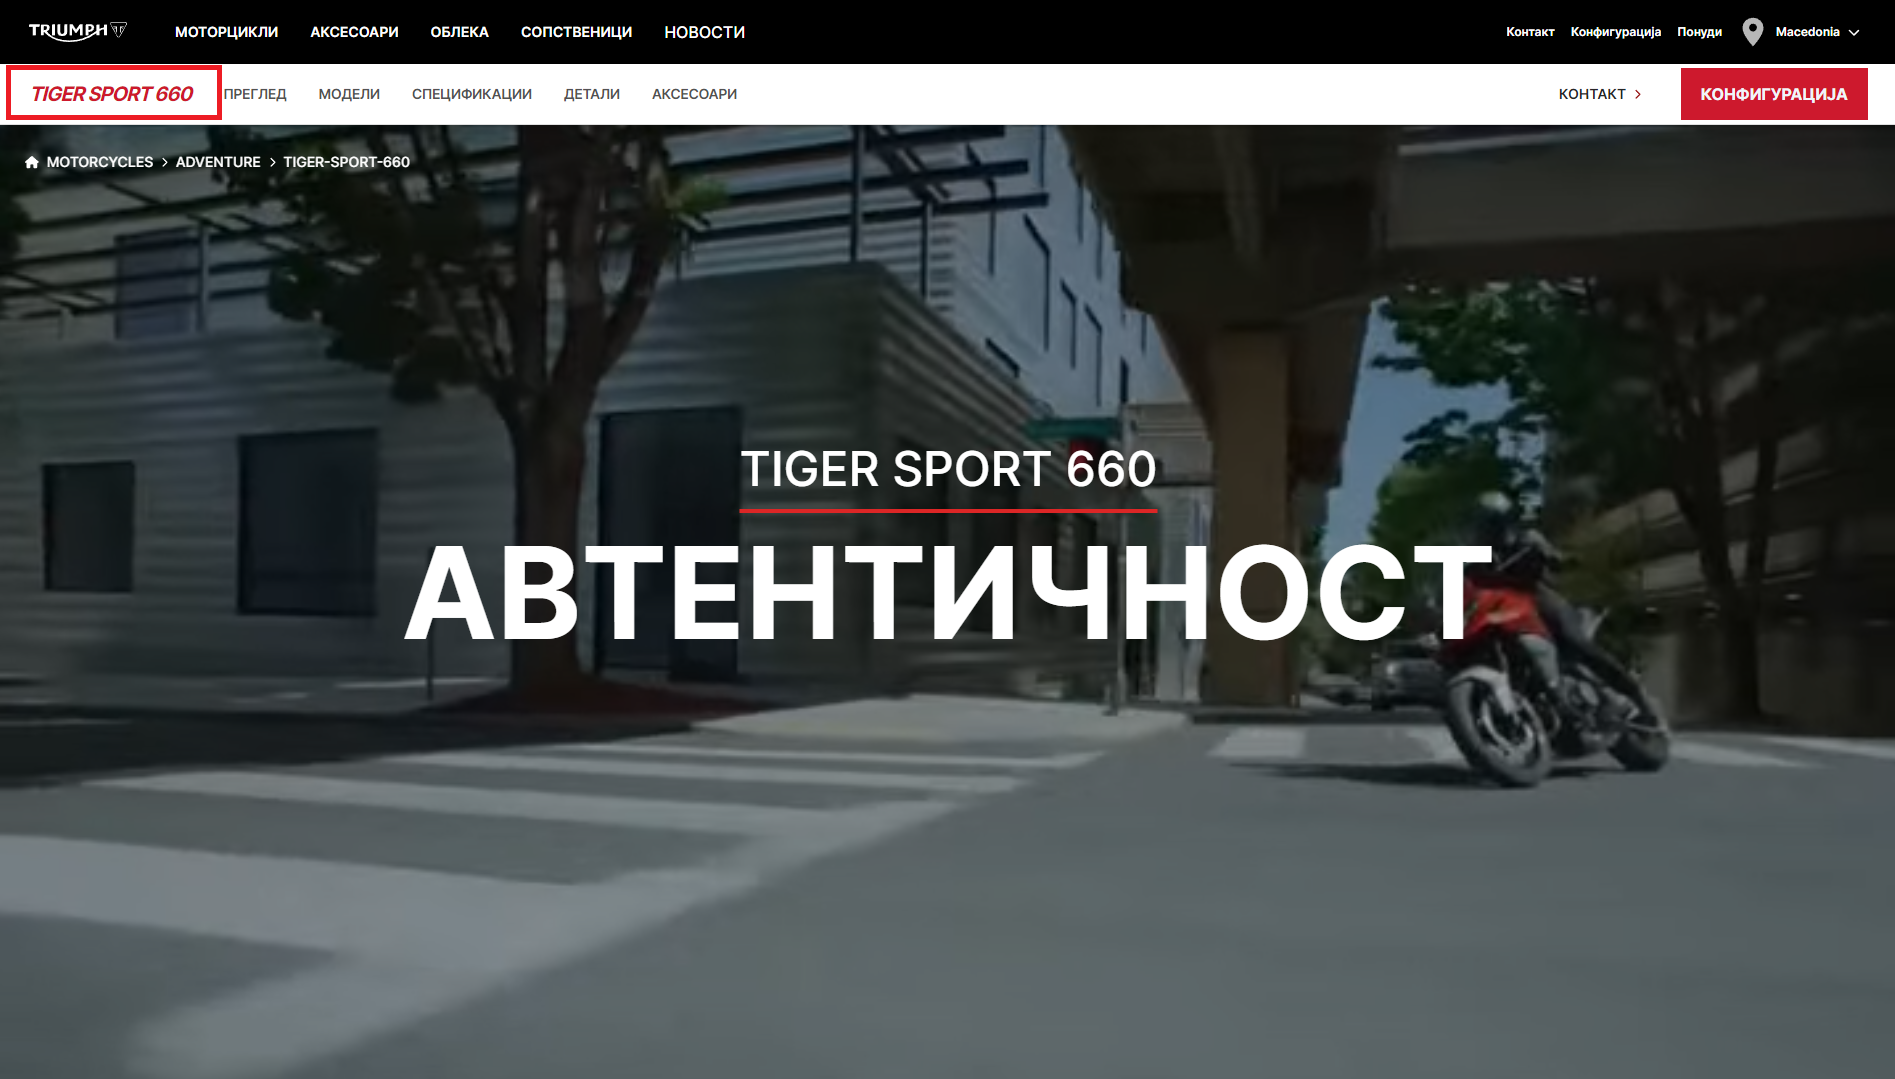 TRIUMPH
МОТОРЦИКЛИ АКСЕСОАРИ ОБЛЕКА СОПСТВЕНИЦИ НОВОСТИ Контакт Конфигурација Понуди Macedonia
TIGER SPORT 660 ПРЕГЛЕД МОДЕЛИ СПЕЦИФИКАЦИИ ДЕТАЛИ АКСЕСОАРИ КОНТАКТ КОНФИГУРАЦИЈА
MOTORCYCLES > ADVENTURE > TIGER-SPORT-660
TIGER SPORT 660
АВТЕНТИЧНОСТ